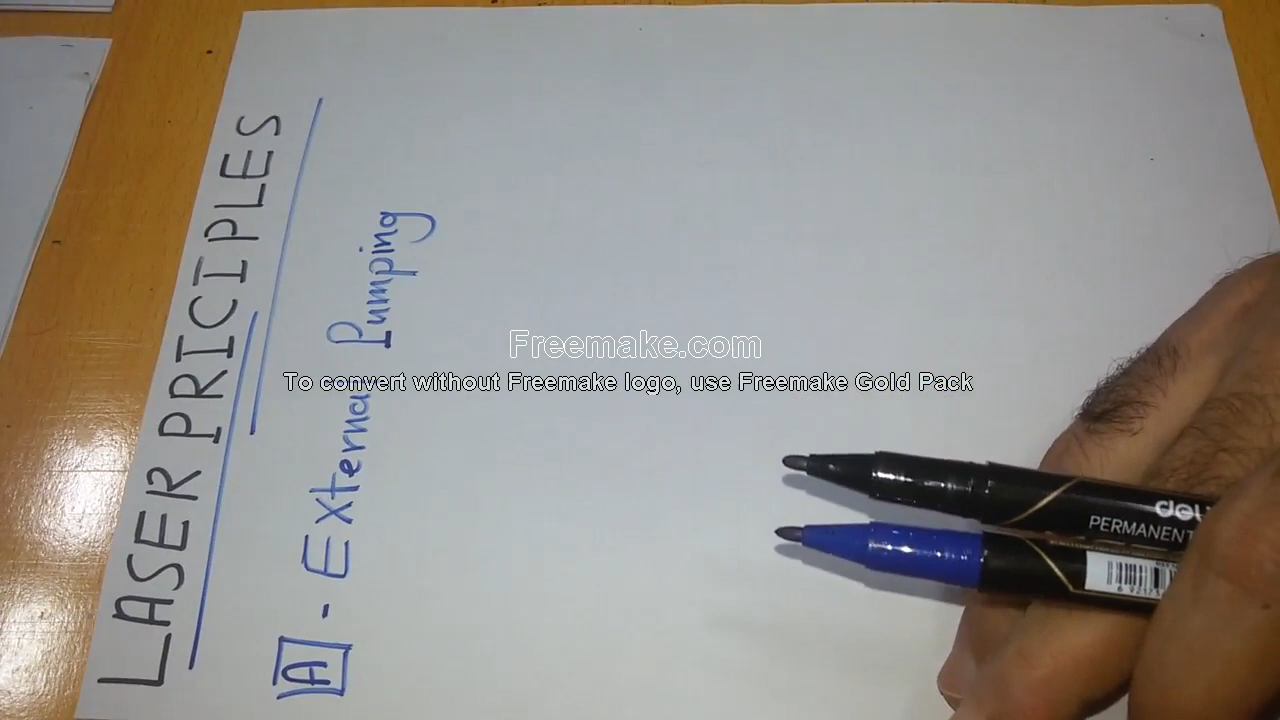 LASER PRICIPLES
A - External Pumping
Freemake.com
To convert without Freemake logo, use Freemake Gold Pack
deli
PERMANENT